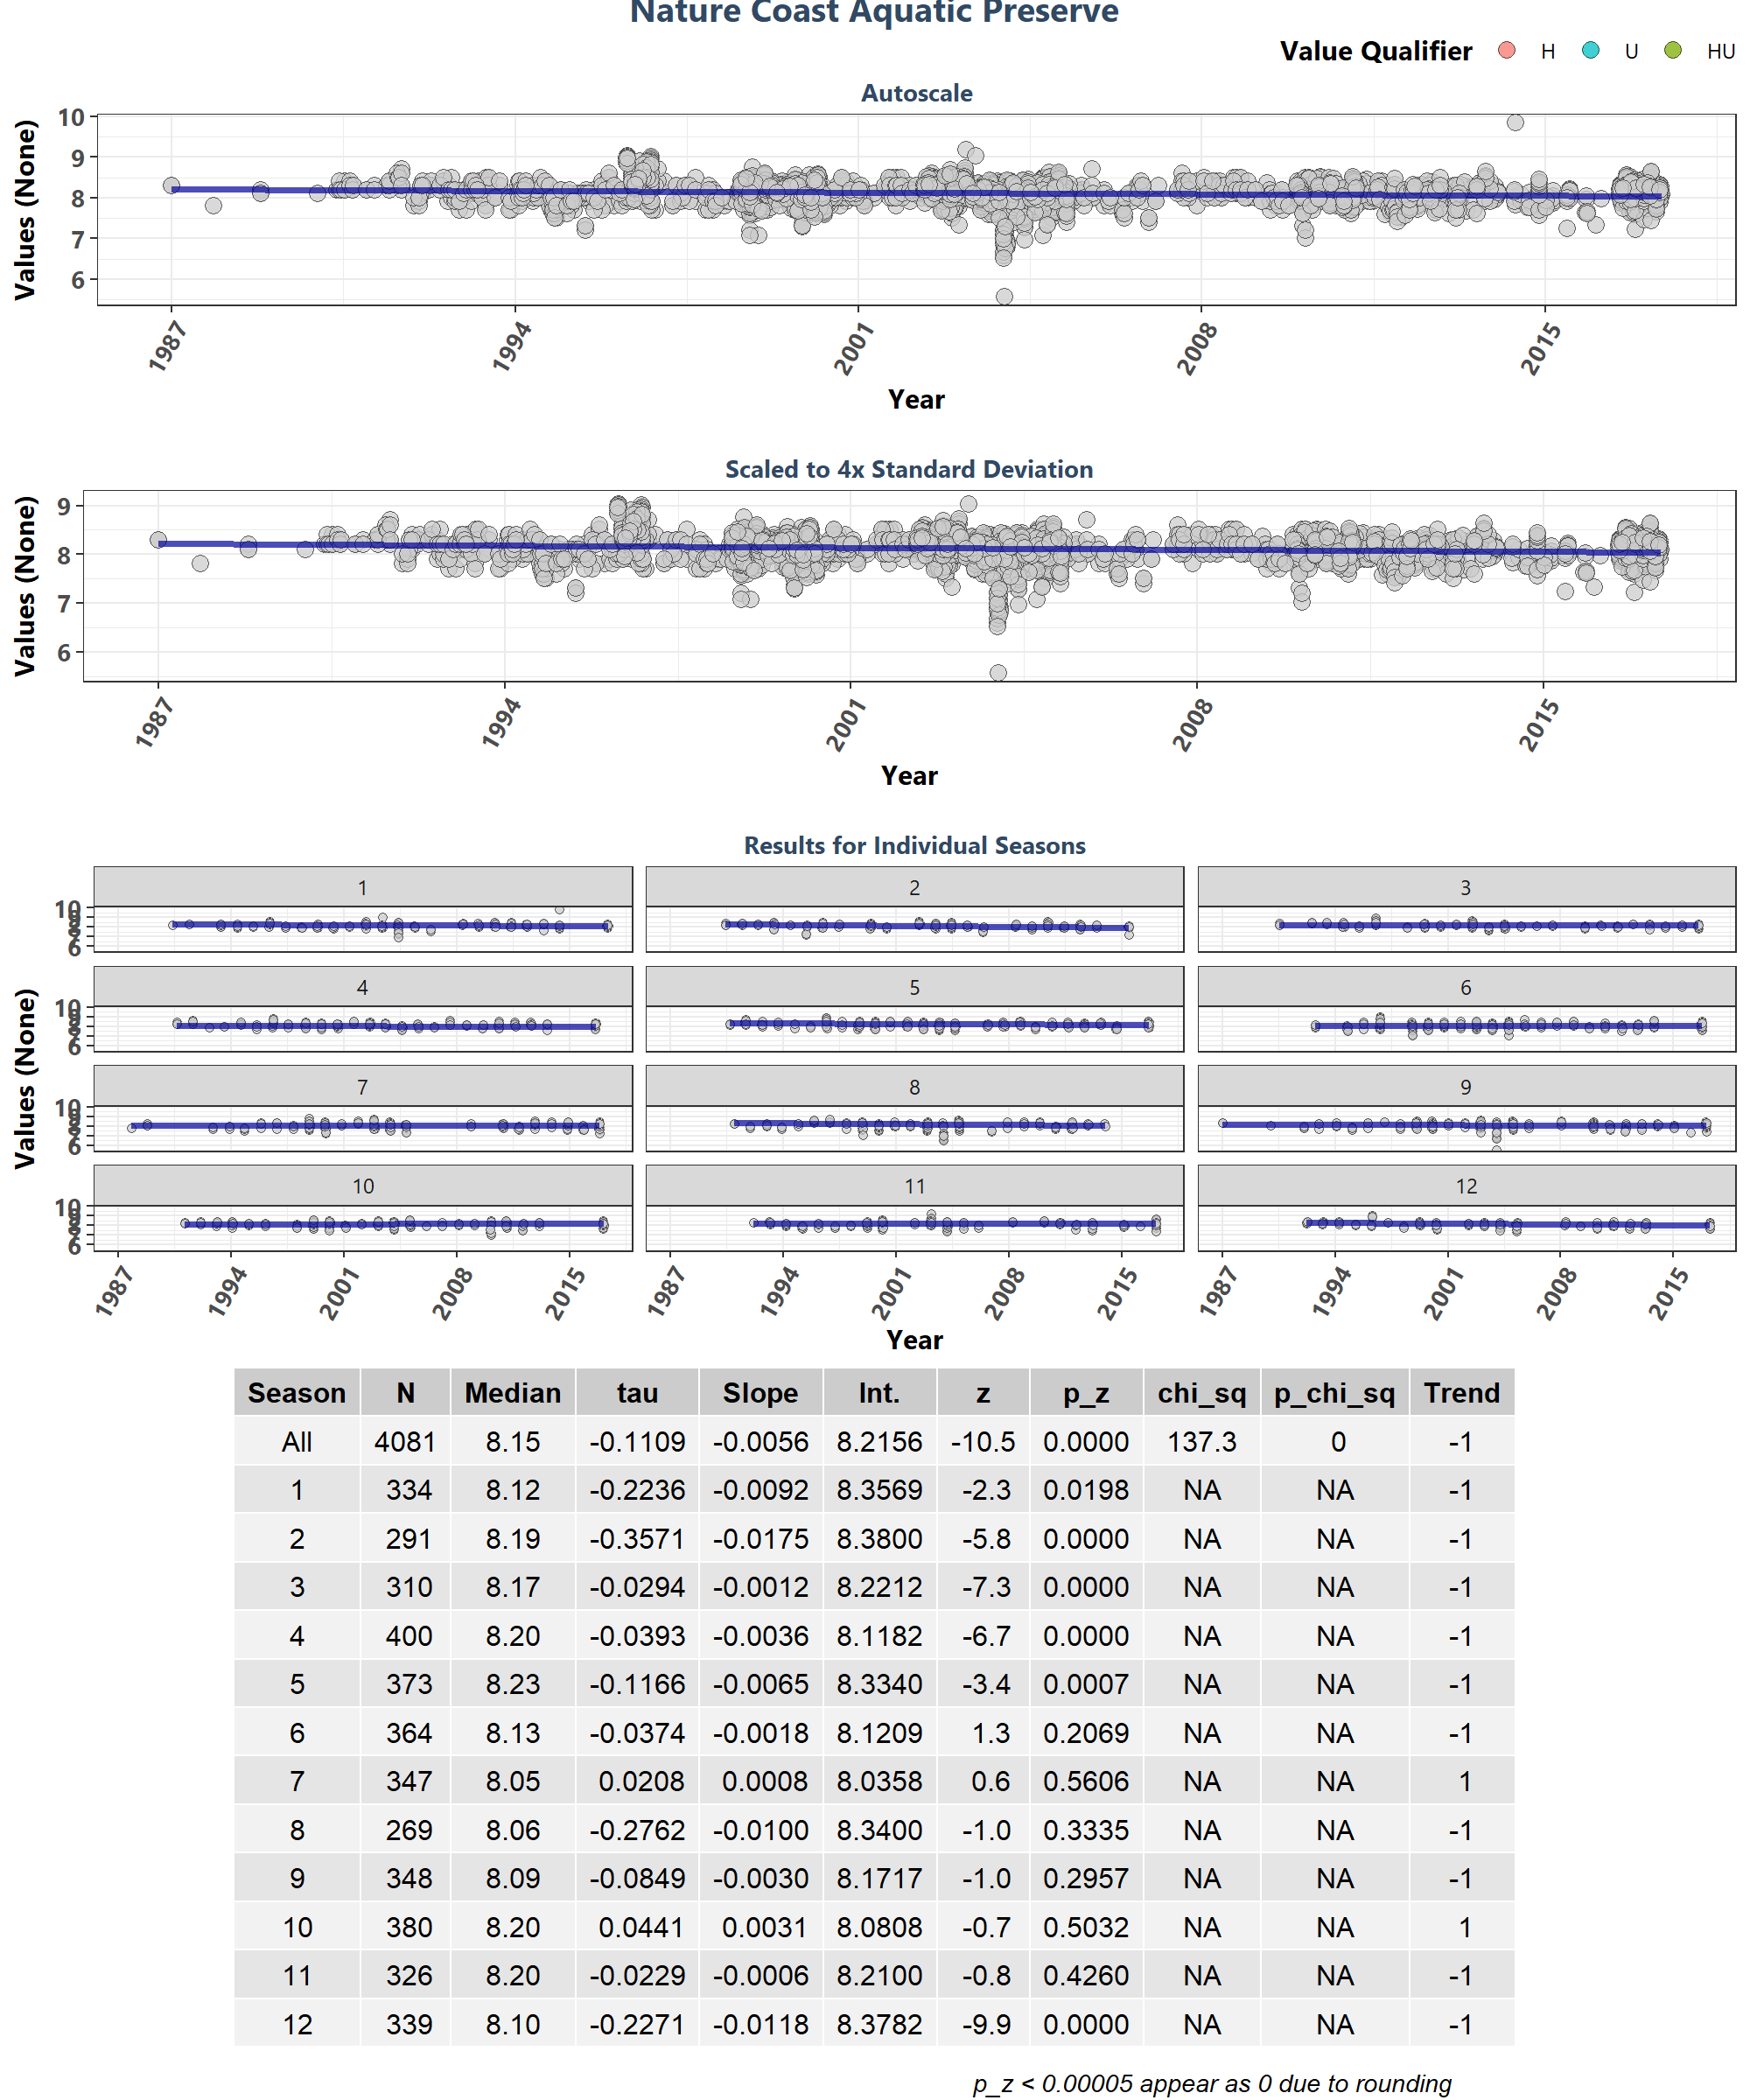 Nature Coast Aquatic Preserve
Value Qualifier H U HU
Autoscale
Values (None)
10
9
8
7
6
1987 1994 2001 2008 2015
Year
Scaled to 4x Standard Deviation
Values (None)
9
8
7
6
1987 1994 2001 2008 2015
Year
Results for Individual Seasons
Values (None)
1 2 3
10
6
4 5 6
10
6
7 8 9
10
6
10 11 12
10
6
1987 1994 2001 2008 2015 1987 1994 2001 2008 2015 1987 1994 2001 2008 2015
Year
Season N Median tau Slope Int. z p_z chi_sq p_chi_sq Trend
All 4081 8.15 -0.1109 -0.0056 8.2156 -10.5 0.0000 137.3 0 -1
1 334 8.12 -0.2236 -0.0092 8.3569 -2.3 0.0198 NA NA -1
2 291 8.19 -0.3571 -0.0175 8.3800 -5.8 0.0000 NA NA -1
3 310 8.17 -0.0294 -0.0012 8.2212 -7.3 0.0000 NA NA -1
4 400 8.20 -0.0393 -0.0036 8.1182 -6.7 0.0000 NA NA -1
5 373 8.23 -0.1166 -0.0065 8.3340 -3.4 0.0007 NA NA -1
6 364 8.13 -0.0374 -0.0018 8.1209 1.3 0.2069 NA NA -1
7 347 8.05 0.0208 0.0008 8.0358 0.6 0.5606 NA NA 1
8 269 8.06 -0.2762 -0.0100 8.3400 -1.0 0.3335 NA NA -1
9 348 8.09 -0.0849 -0.0030 8.1717 -1.0 0.2957 NA NA -1
10 380 8.20 0.0441 0.0031 8.0808 -0.7 0.5032 NA NA 1
11 326 8.20 -0.0229 -0.0006 8.2100 -0.8 0.4260 NA NA -1
12 339 8.10 -0.2271 -0.0118 8.3782 -9.9 0.0000 NA NA -1
p_z < 0.00005 appear as 0 due to rounding